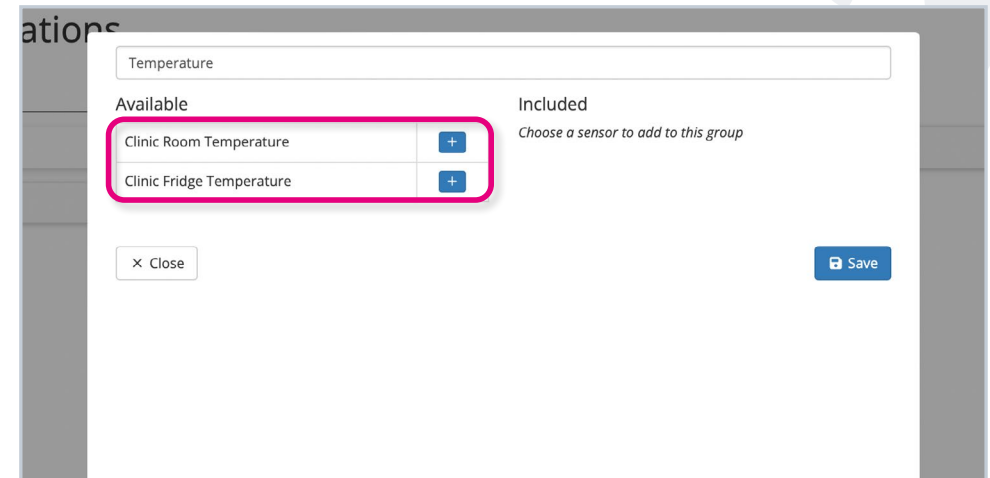 ations
Temperature
Available
Included
Clinic Room Temperature +
Choose a sensor to add to this group
Clinic Fridge Temperature +
× Close
Save